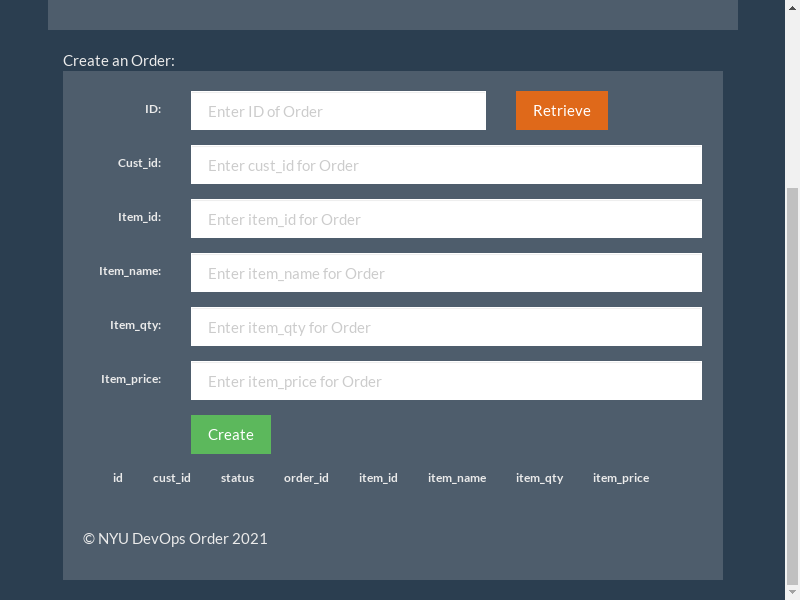 Create an Order:
ID: Enter ID of Order Retrieve
Cust_id: Enter cust_id for Order
Item_id: Enter item_id for Order
Item_name: Enter item_name for Order
Item_qty: Enter item_qty for Order
Item_price: Enter item_price for Order
Create
id cust_id status order_id item_id item_name item_qty item_price
© NYU DevOps Order 2021